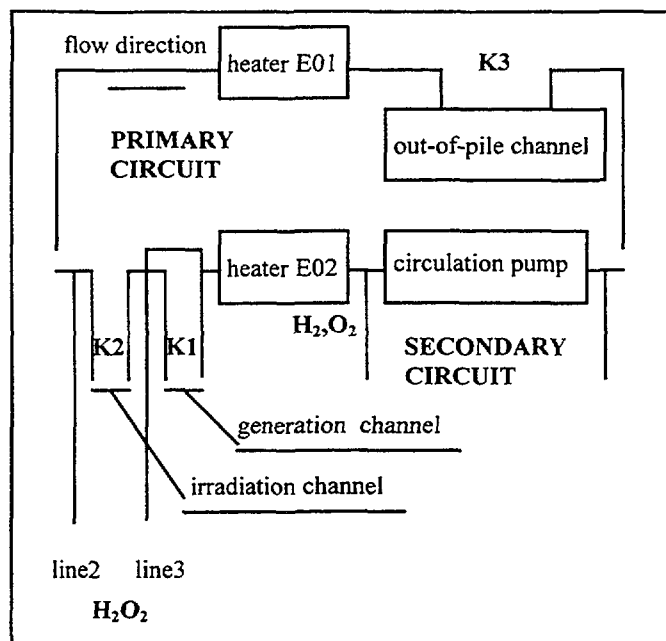 flow direction
heater E01
K3
PRIMARY
CIRCUIT
out-of-pile channel
heater E02
circulation pump
H₂,O₂
K2
K1
SECONDARY
CIRCUIT
generation channel
irradiation channel
line2
line3
H₂O₂